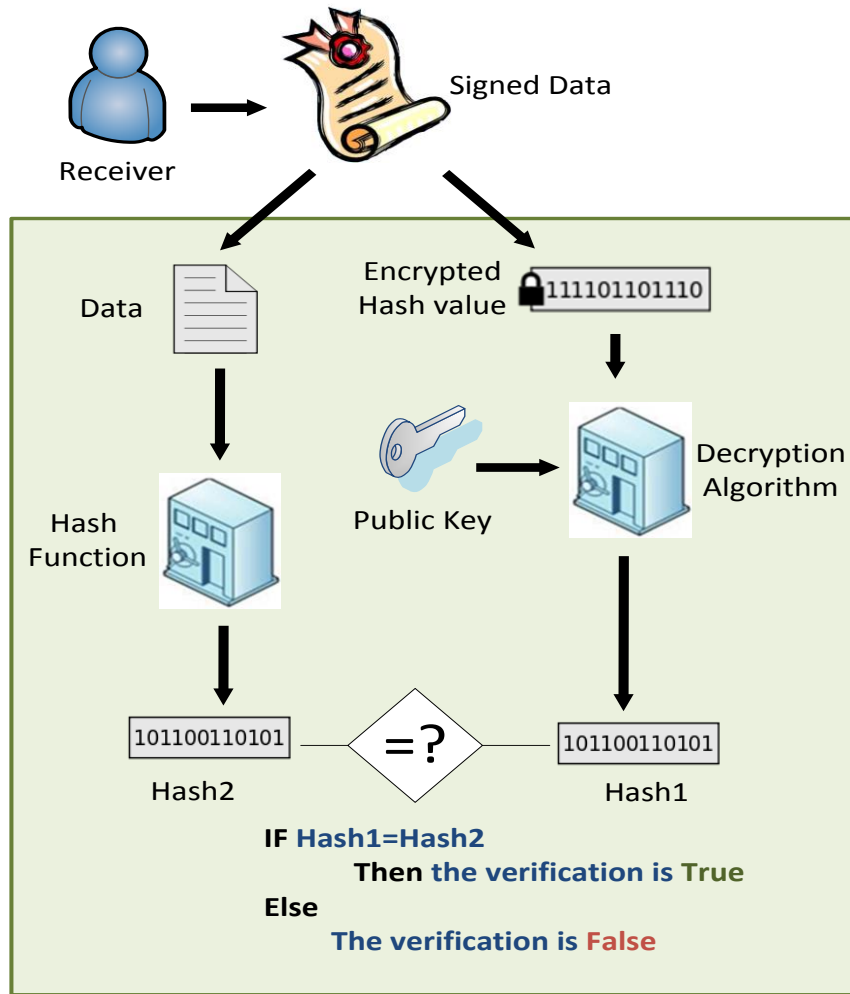 Signed Data
Receiver
Data
Encrypted
Hash value
111101101110
Hash
Function
Public Key
Decryption
Algorithm
101100110101
Hash2
=?
101100110101
Hash1
IF Hash1=Hash2
Then the verification is True
Else
The verification is False